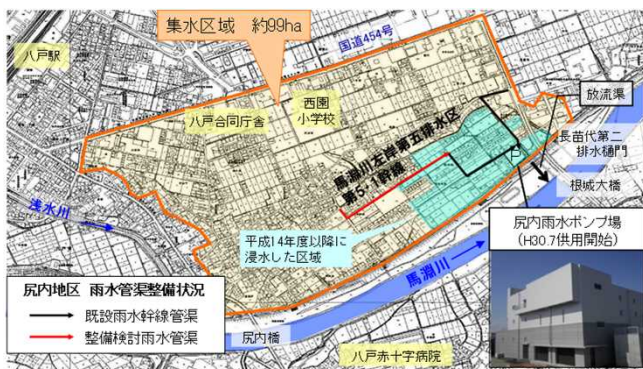 集水区域 約99ha
八戸駅
国道454号
西園
小学校
八戸合同庁舎
放流渠
長苗代第二
排水樋門
馬淵川左岸第五排水区
第5-1幹線
根城大橋
浅水川
平成14年度以降に
浸水した区域
馬淵川
尻内雨水ポンプ場
(H30.7供用開始)
尻内地区 雨水管渠整備状況
既設雨水幹線管渠
整備検討雨水管渠
尻内橋
八戸赤十字病院